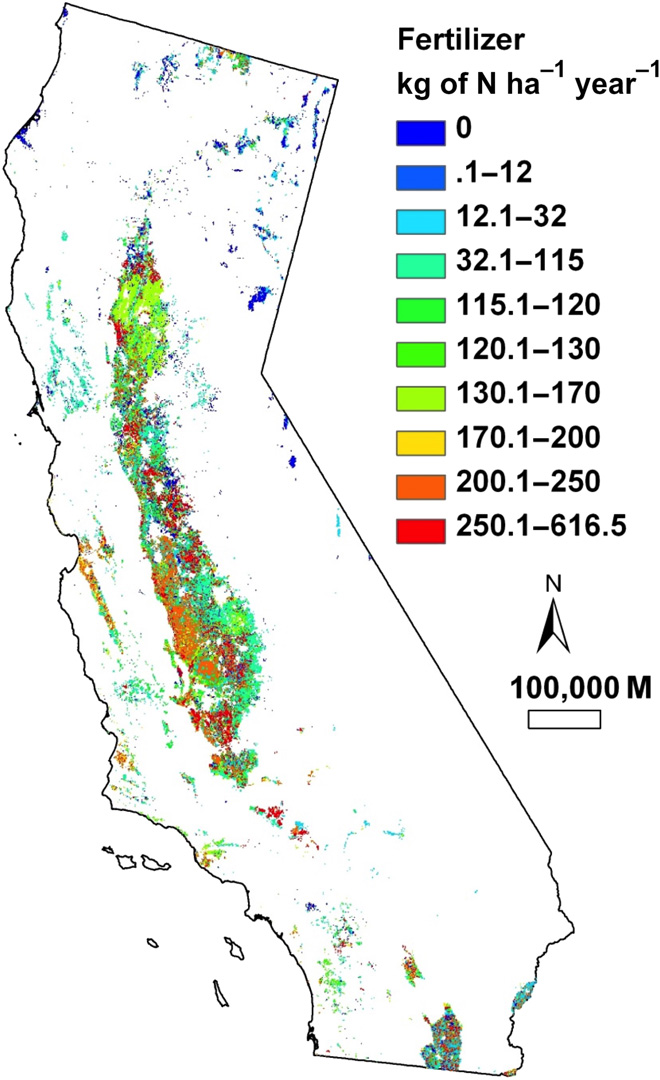 Fertilizer
kg of N ha–1 year–1
0
.1–12
12.1–32
32.1–115
115.1–120
120.1–130
130.1–170
170.1–200
200.1–250
250.1–616.5
N
100,000 M